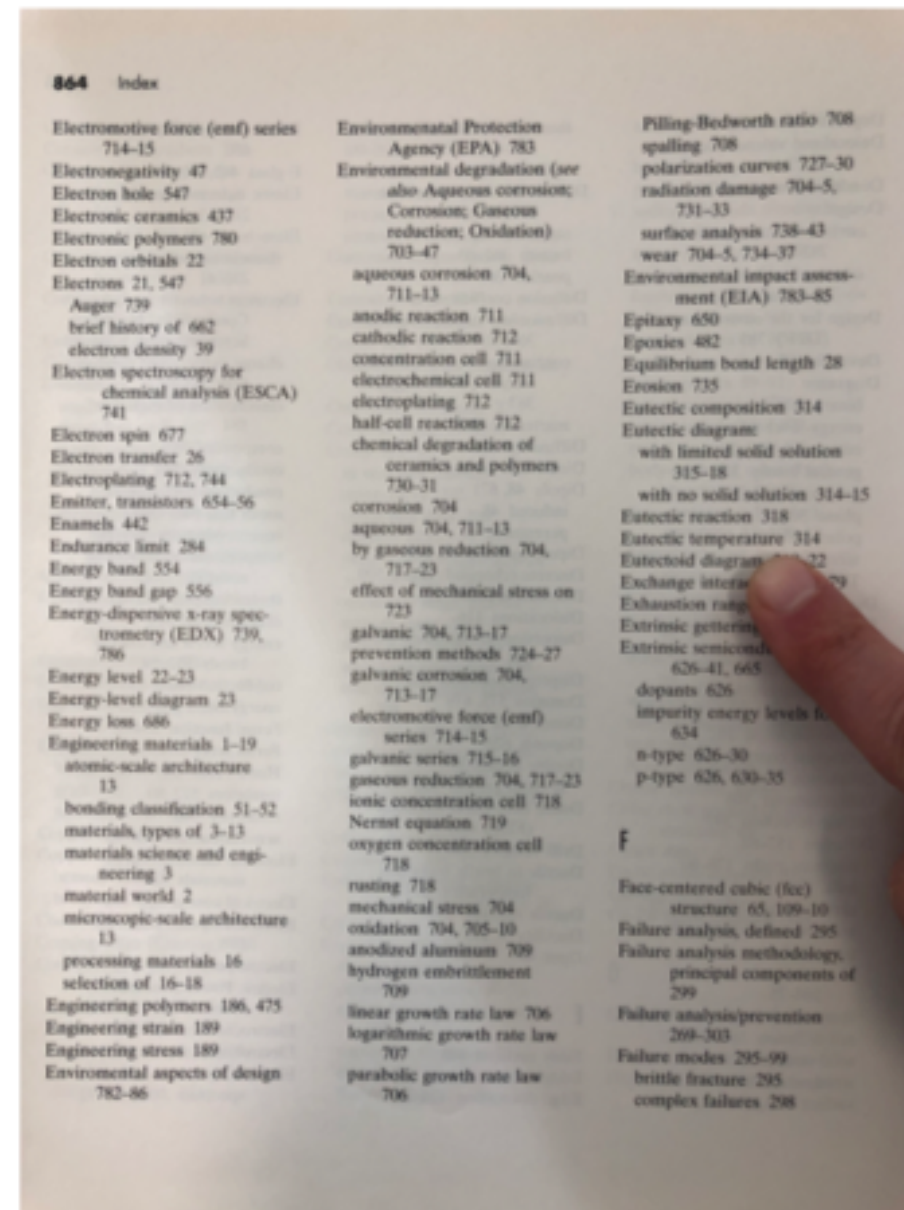 864 Index
Electromotive force (emf) series
714–15
Electronegativity 47
Electron hole 547
Electronic ceramics 437
Electronic polymers 780
Electron orbitals 22
Electrons 21, 547
Auger 739
brief history of 662
electron density 39
Electron spectroscopy for
chemical analysis (ESCA)
741
Electron spin 677
Electron transfer 26
Electroplating 712, 744
Emitter, transistors 654–56
Enamels 442
Endurance limit 284
Energy band 554
Energy band gap 556
Energy-dispersive x-ray spec-
trometry (EDX) 739,
786
Energy level 22–23
Energy-level diagram 23
Energy loss 686
Engineering materials 1–19
atomic-scale architecture
13
bonding classification 51–52
materials, types of 3–13
materials science and engi-
neering 3
material world 2
microscopic-scale architecture
13
processing materials 16
selection of 16–18
Engineering polymers 186, 475
Engineering strain 189
Engineering stress 189
Enviromental aspects of design
782–86
Environmenatal Protection
Agency (EPA) 783
Environmental degradation (see
also Aqueous corrosion;
Corrosion; Gaseous
reduction; Oxidation)
703–47
aqueous corrosion 704,
711–13
anodic reaction 711
cathodic reaction 712
concentration cell 711
electrochemical cell 711
electroplating 712
half-cell reactions 712
chemical degradation of
ceramics and polymers
730–31
corrosion 704
aqueous 704, 711–13
by gaseous reduction 704,
717–23
effect of mechanical stress on
723
galvanic 704, 713–17
prevention methods 724–27
galvanic corrosion 704,
713–17
electromotive force (emf)
series 714–15
galvanic series 715–16
gaseous reduction 704, 717–23
ionic concentration cell 718
Nernst equation 719
oxygen concentration cell
718
rusting 718
mechanical stress 704
oxidation 704, 705–10
anodized aluminum 709
hydrogen embrittlement
709
linear growth rate law 706
logarithmic growth rate law
707
parabolic growth rate law
706
Pilling-Bedworth ratio 708
spalling 708
polarization curves 727–30
radiation damage 704–5,
731–33
surface analysis 738–43
wear 704–5, 734–37
Environmental impact assess-
ment (EIA) 783–85
Epitaxy 650
Epoxies 482
Equilibrium bond length 28
Erosion 735
Eutectic composition 314
Eutectic diagram:
with limited solid solution
315–18
with no solid solution 314–15
Eutectic reaction 318
Eutectic temperature 314
Eutectoid diagram
Exchange
Exhaustion
Extrinsic gettering
Extrinsic
626–41, 665
dopants 626
impurity energy levels
634
n-type 626–30
p-type 626, 630–35
F
Face-centered cubic (fcc)
structure 65, 109–10
Failure analysis, defined 295
Failure analysis methodology,
principal components of
299
Failure analysis/prevention
269–303
Failure modes 295–99
brittle fracture 295
complex failures 298